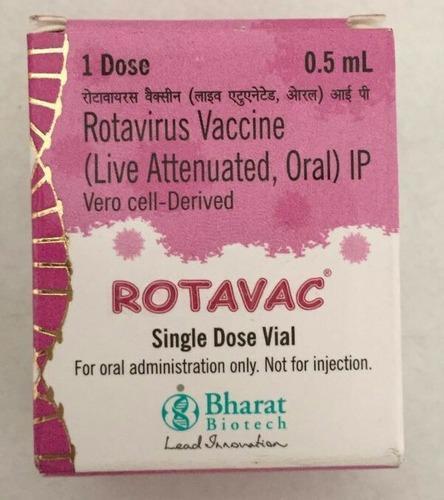 1 Dose 0.5 mL
रोटावायरस वैक्सीन (लाइव एटुएनेटेड, ओरल) आई पी
Rotavirus Vaccine
(Live Attenuated, Oral) IP
Vero cell-Derived
ROTAVAC®
Single Dose Vial
For oral administration only. Not for injection.
Bharat
Biotech
Lead Innovation